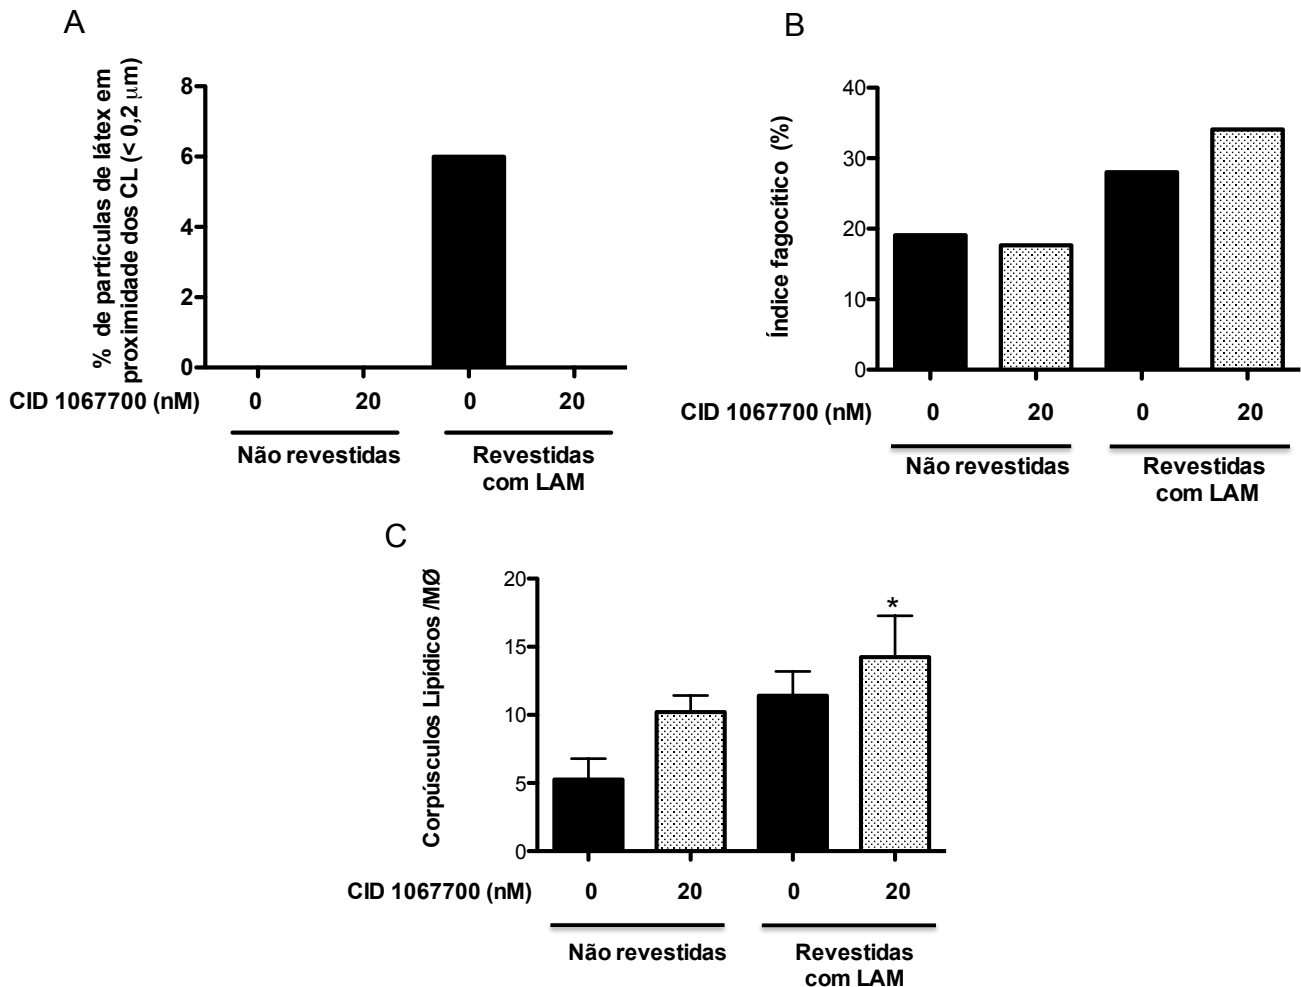 A
% de partículas de látex em
proximidade dos CL (< 0,2 µm)
8
6
4
2
0
CID 1067700 (nM)
0 20 0 20
Não revestidas
Revestidas
com LAM
B
Índice fagocítico (%)
40
30
20
10
0
CID 1067700 (nM)
0 20 0 20
Não revestidas
Revestidas
com LAM
C
Corpúsculos Lipídicos /MØ
20
15
10
5
0
*
CID 1067700 (nM)
0 20 0 20
Não revestidas
Revestidas
com LAM